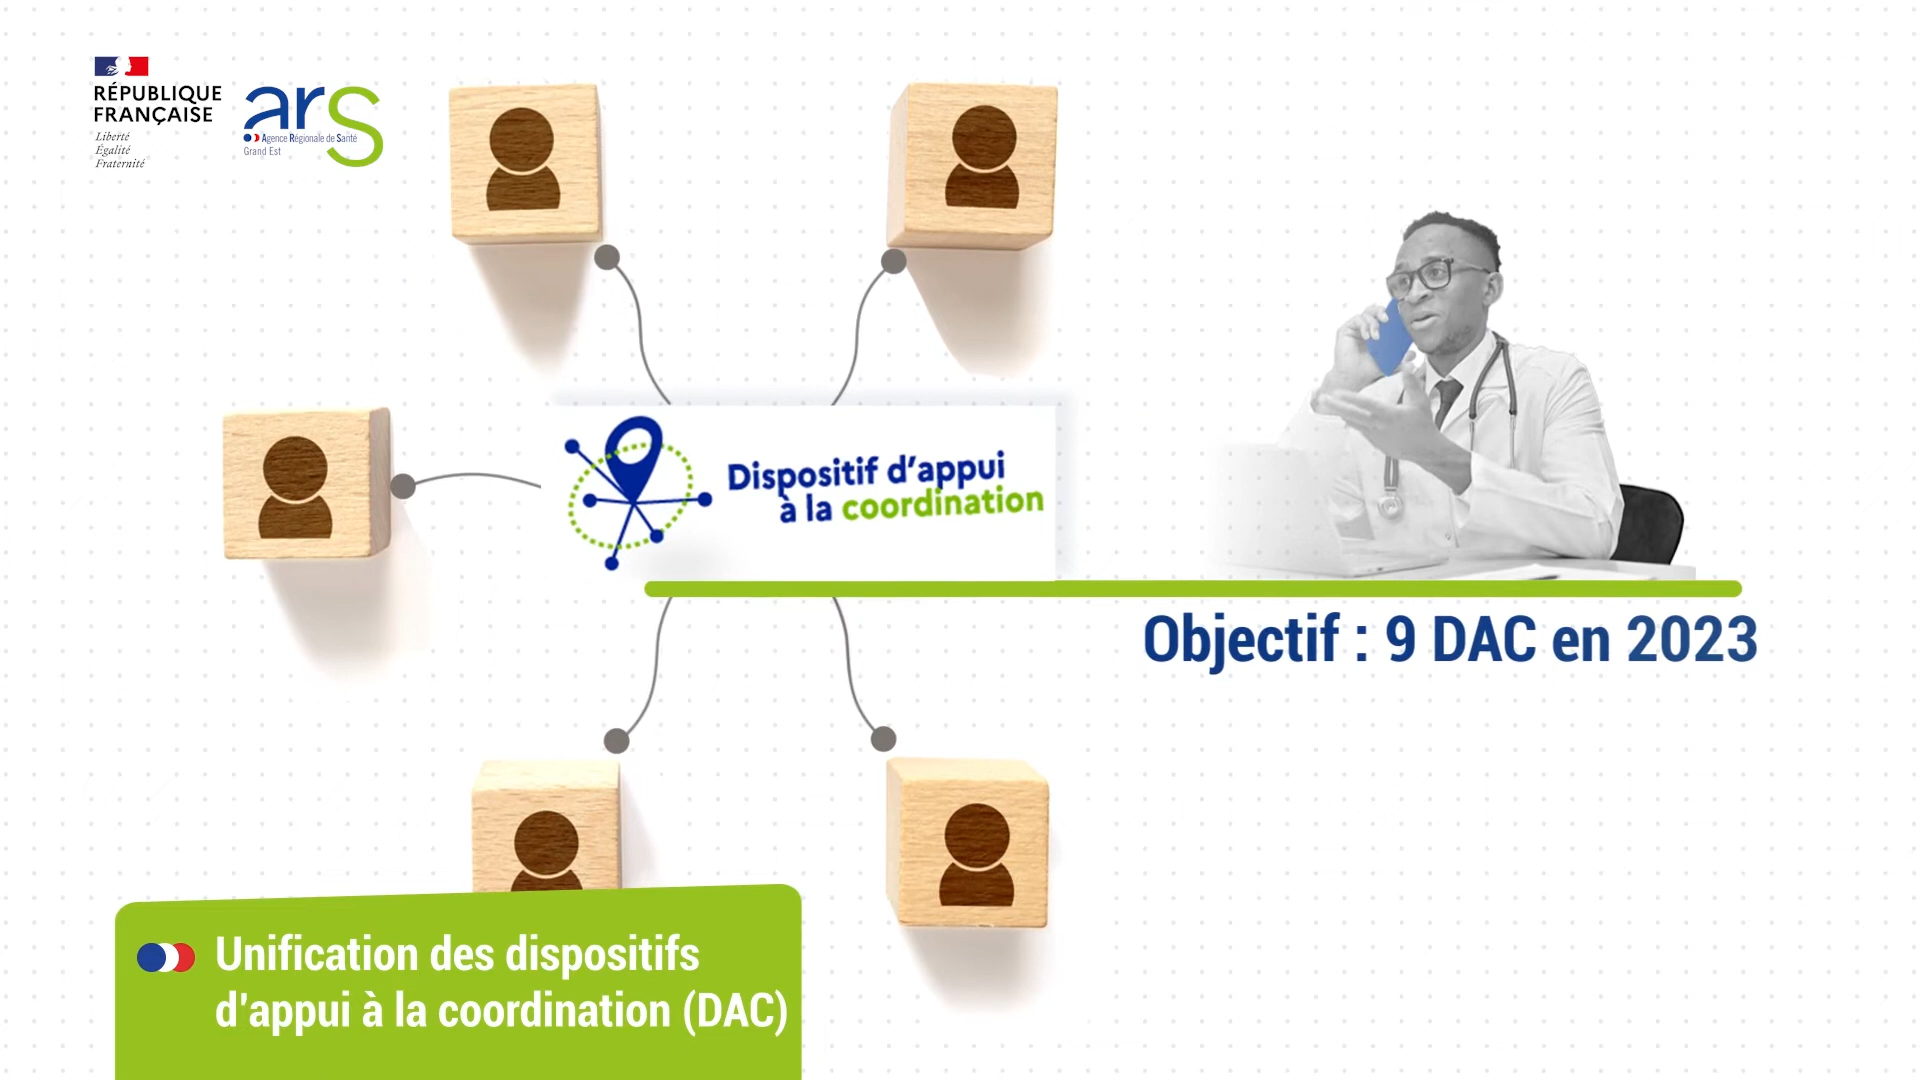 RÉPUBLIQUE
FRANÇAISE
Liberté
Égalité
Fraternité
ars
Agence Régionale de Santé
Grand Est
Dispositif d'appui
à la coordination
Objectif : 9 DAC en 2023
Unification des dispositifs
d'appui à la coordination (DAC)